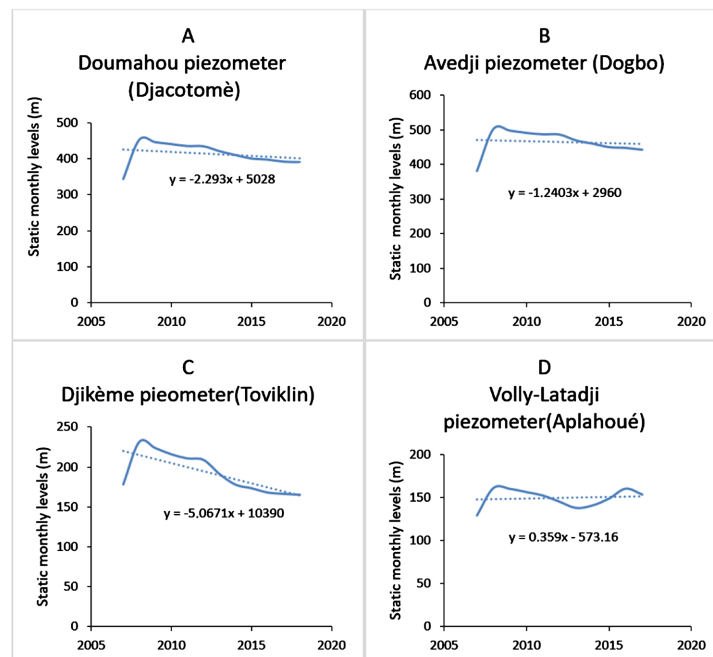 A
Doumahou piezometer
(Djacotomè)
Static monthly levels (m)
500
400
300
200
100
0
y = -2.293x + 5028
2005
2010
2015
2020
B
Avedji piezometer (Dogbo)
Static monthly levels (m)
600
500
400
300
200
100
0
y = -1.2403x + 2960
2005
2010
2015
2020
C
Djikème pieometer(Toviklin)
Static monthly levels (m)
250
200
150
100
50
0
y = -5.0671x + 10390
2005
2010
2015
2020
D
Volly-Latadji
piezometer(Aplahoué)
Static monthly levels (m)
200
150
100
50
0
y = 0.359x - 573.16
2005
2010
2015
2020